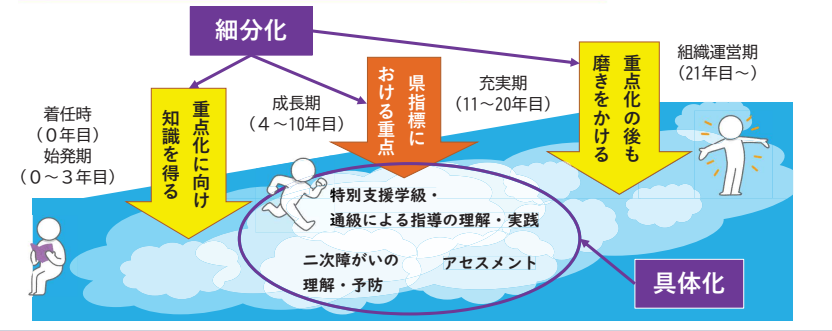 細分化
着任時
（０年目）
始発期
（０～３年目）
重点化に向け
知識を得る
成長期
（４～10年目）
県指標に
おける重点
充実期
（11～20年目）
重点化の後も
磨きをかける
組織運営期
（21年目～）
特別支援学級・
通級による指導の理解・実践
二次障がいの
理解・予防
アセスメント
具体化